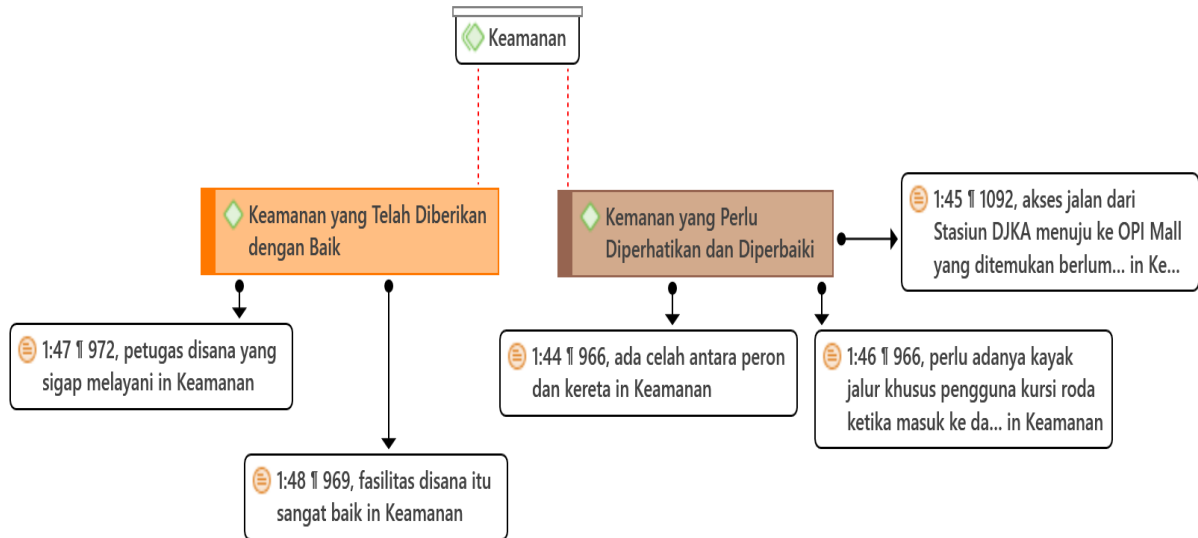 Keamanan
Keamanan yang Telah Diberikan
dengan Baik
Kemanan yang Perlu
Diperhatikan dan Diperbaiki
1:45 ¶ 1092, akses jalan dari
Stasiun DJKA menuju ke OPI Mall
yang ditemukan berlum... in Ke...
1:47 ¶ 972, petugas disana yang
sigap melayani in Keamanan
1:44 ¶ 966, ada celah antara peron
dan kereta in Keamanan
1:46 ¶ 966, perlu adanya kayak
jalur khusus pengguna kursi roda
ketika masuk ke da... in Keamanan
1:48 ¶ 969, fasilitas disana itu
sangat baik in Keamanan